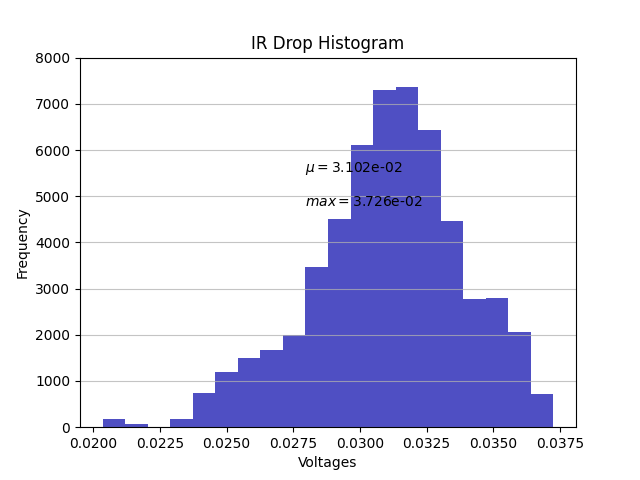 IR Drop Histogram
8000
7000
6000
5000
4000
3000
2000
1000
0
Frequency
μ = 3.102e-02
max = 3.726e-02
0.0200 0.0225 0.0250 0.0275 0.0300 0.0325 0.0350 0.0375
Voltages